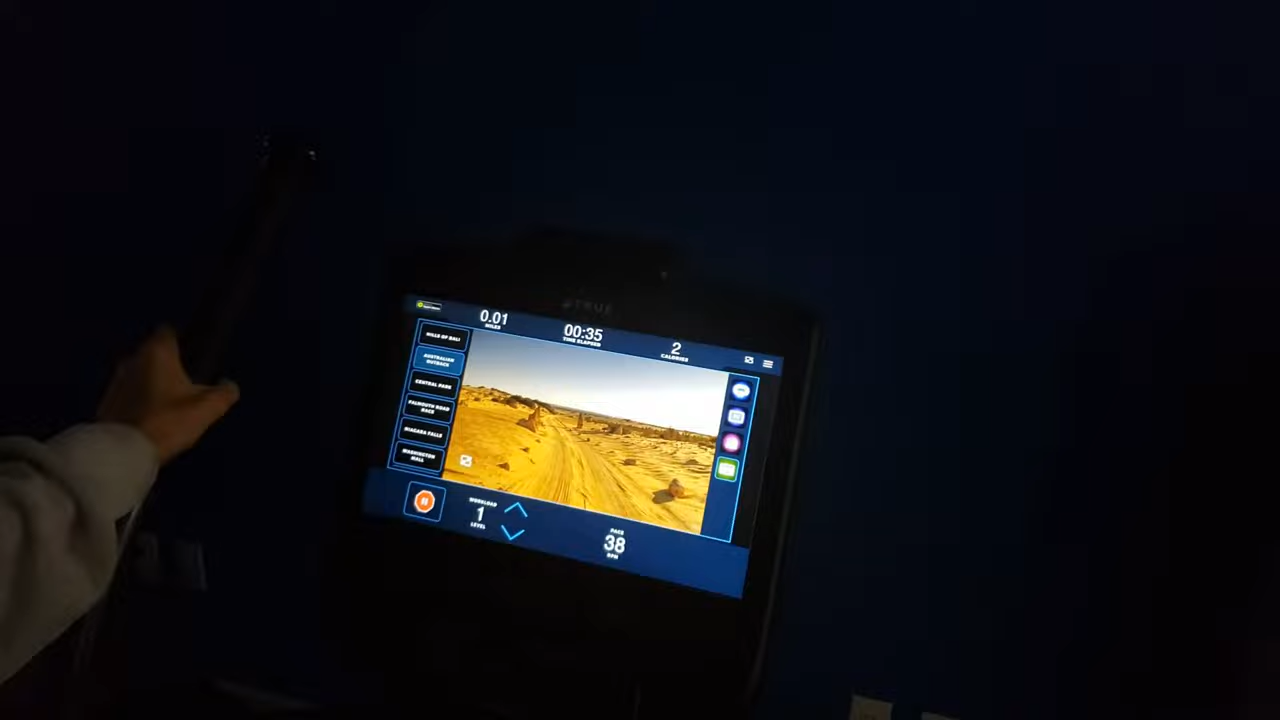 TRUE
0.01
MILES
00:35
TIME ELAPSED
2
CALORIES
HILLS OF BALI
AUSTRALIAN
OUTBACK
CENTRAL PARK
FALMOUTH ROAD
RACE
NIAGARA FALLS
WASHINGTON
MALL
WORKLOAD
1
LEVEL
PACE
38
RPM